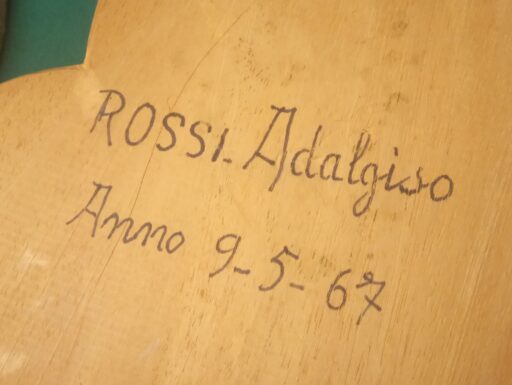 ROSSI - Adalgiso
Anno 9-5-67